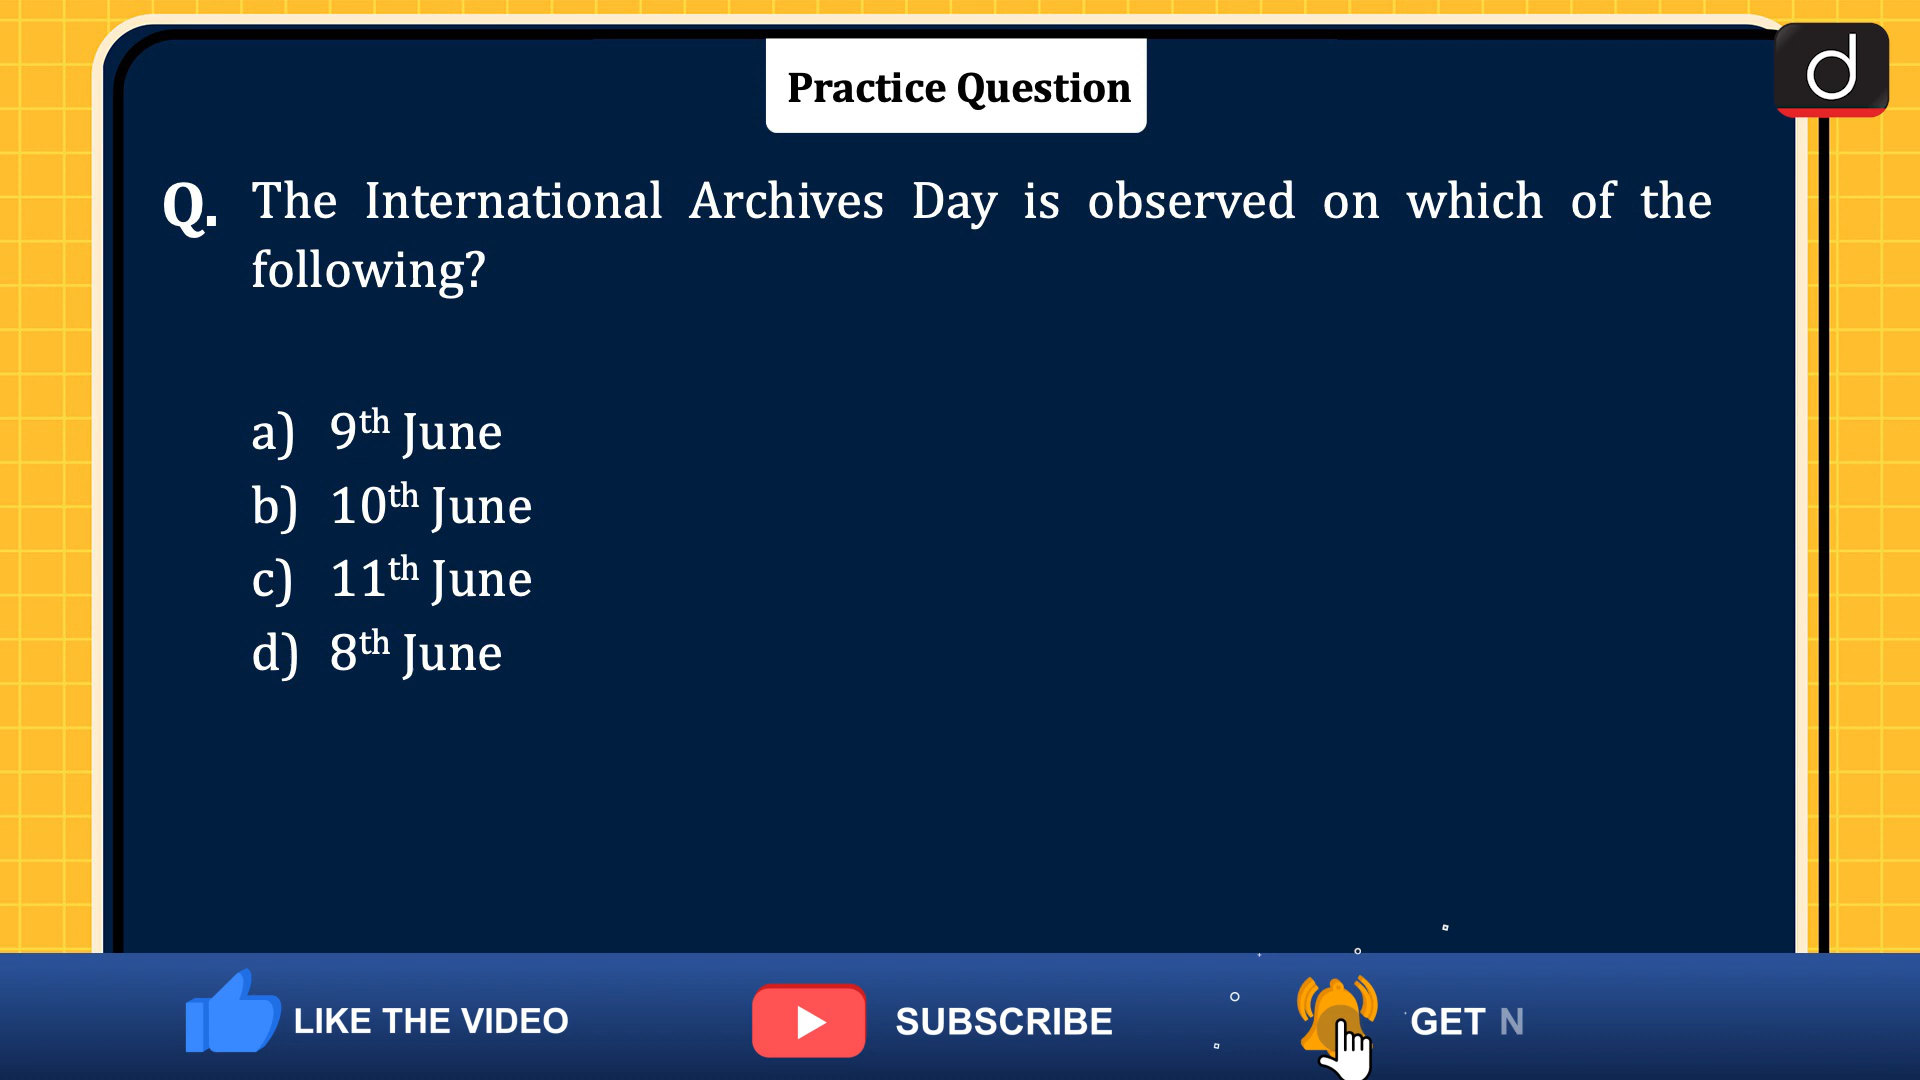 Practice Question
Q. The International Archives Day is observed on which of the
following?
a) 9th June
b) 10th June
c) 11th June
d) 8th June
LIKE THE VIDEO SUBSCRIBE GET N